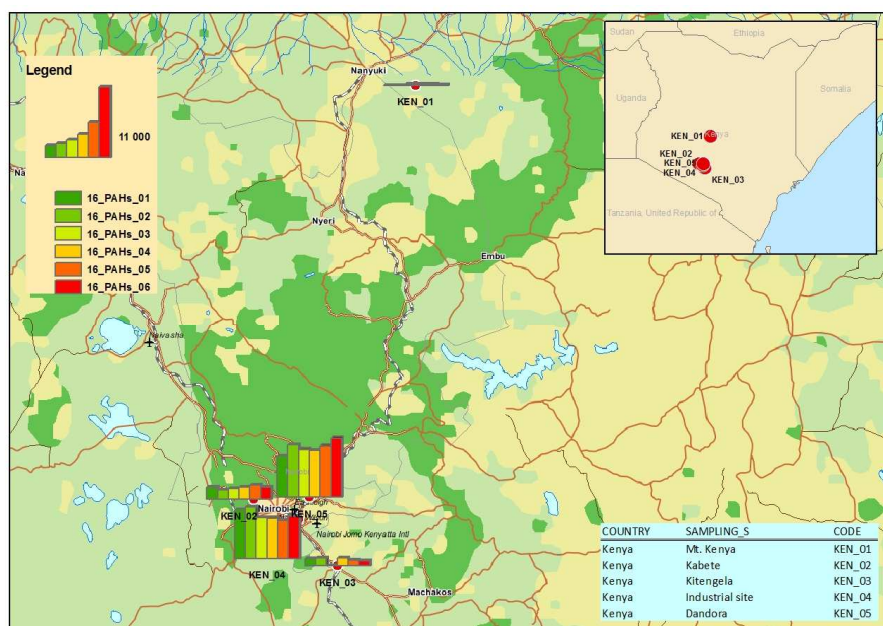 Legend
11 000
16_PAHs_01
16_PAHs_02
16_PAHs_03
16_PAHs_04
16_PAHs_05
16_PAHs_06
Nanyuki
KEN_01
Nyeri
Embu
Naivasha
KEN_02
Nairobi
KEN_05
Nairobi Jomo Kenyatta Intl
KEN_04
KEN_03
Machakos
Sudan
Ethiopia
Uganda
Somalia
Kenya
KEN_01
KEN_02
KEN_05
KEN_04
KEN_03
Tanzania, United Republic of
COUNTRY SAMPLING_S CODE
Kenya Mt. Kenya KEN_01
Kenya Kabete KEN_02
Kenya Kitengela KEN_03
Kenya Industrial site KEN_04
Kenya Dandora KEN_05